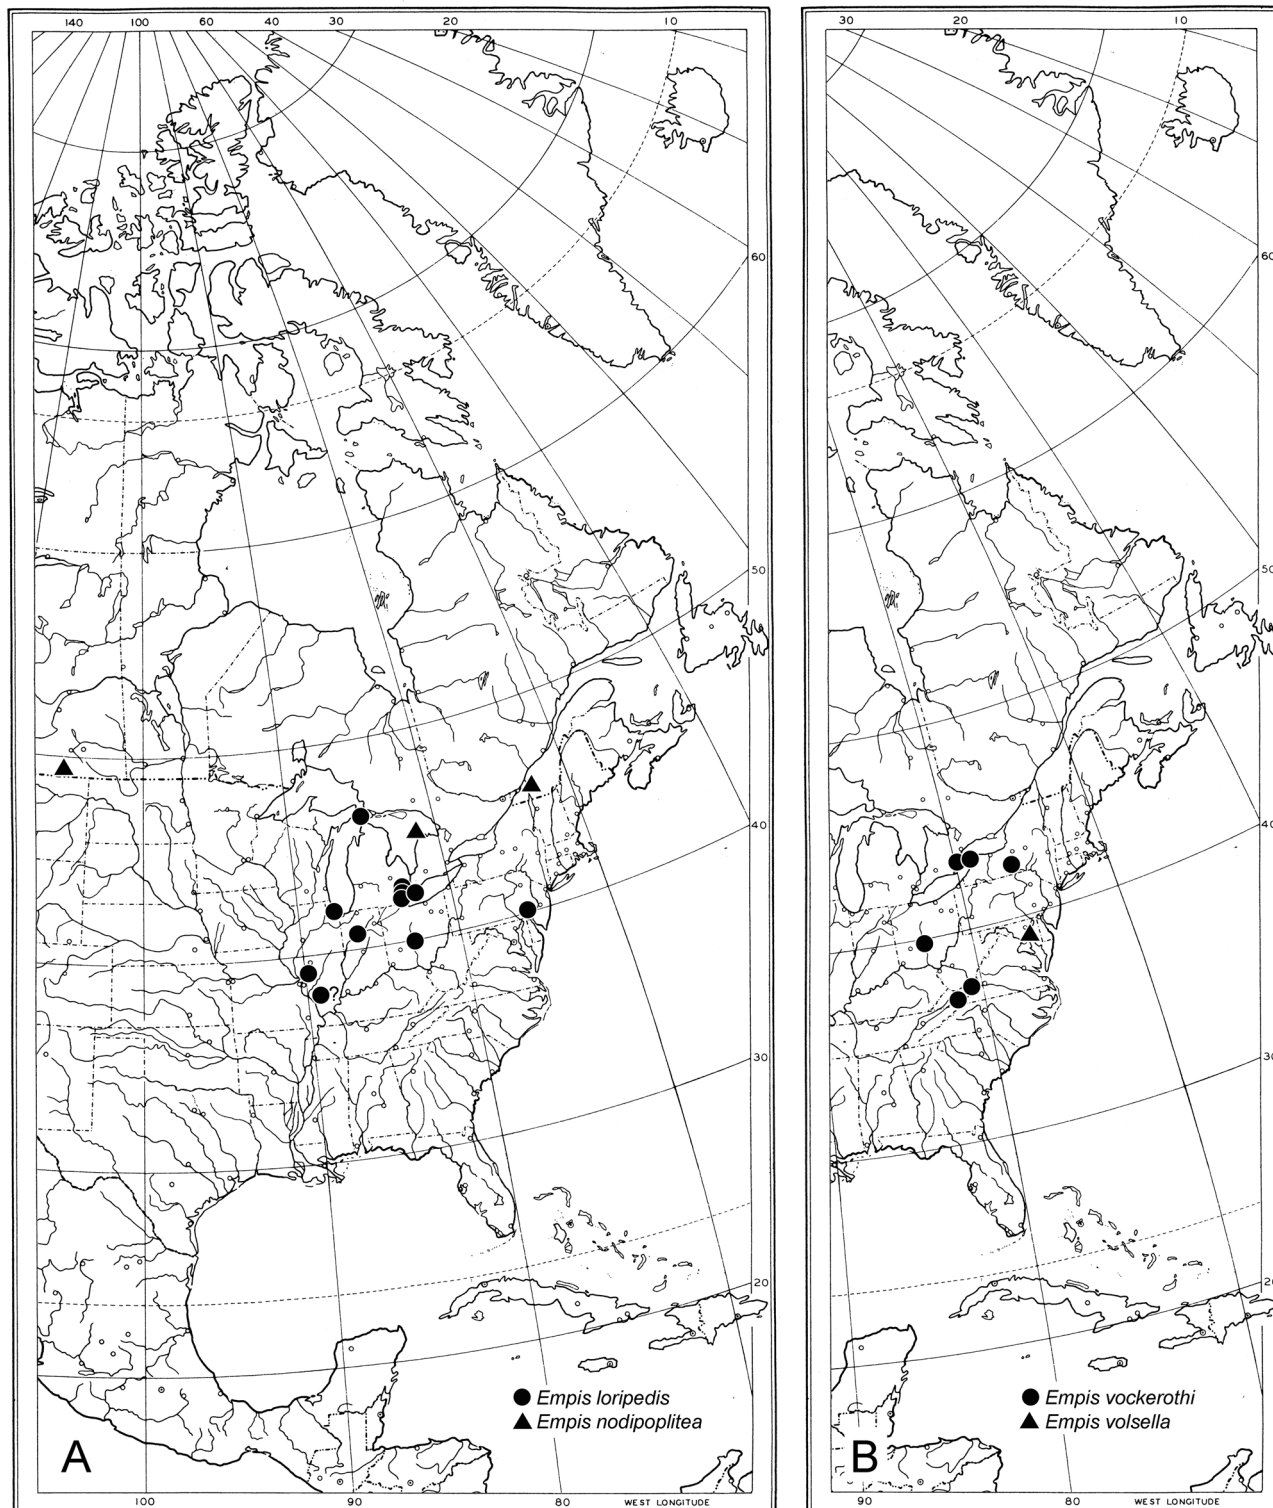 140 100 80 60 40 30 20 10
60
50
40
30
20
?
Empis loripedis
Empis nodipoplitea
A
100 90 80 WEST LONGITUDE
30 20 10
60
50
40
30
20
Empis vockerothi
Empis volsella
B
90 80 WEST LONGITUDE